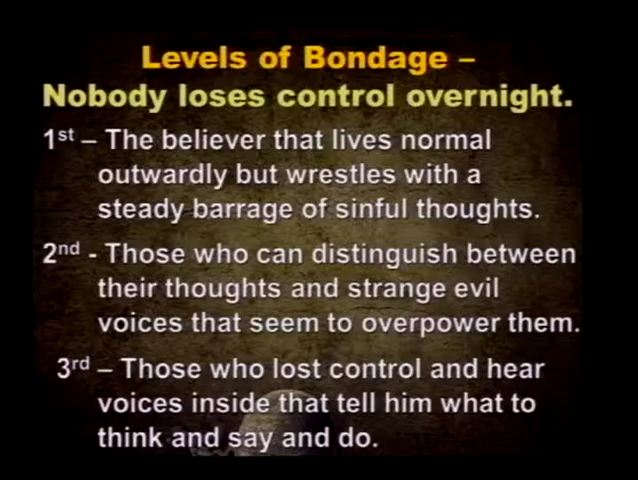 Levels of Bondage –
Nobody loses control overnight.
1st – The believer that lives normal
outwardly but wrestles with a
steady barrage of sinful thoughts.
2nd - Those who can distinguish between
their thoughts and strange evil
voices that seem to overpower them.
3rd – Those who lost control and hear
voices inside that tell him what to
think and say and do.